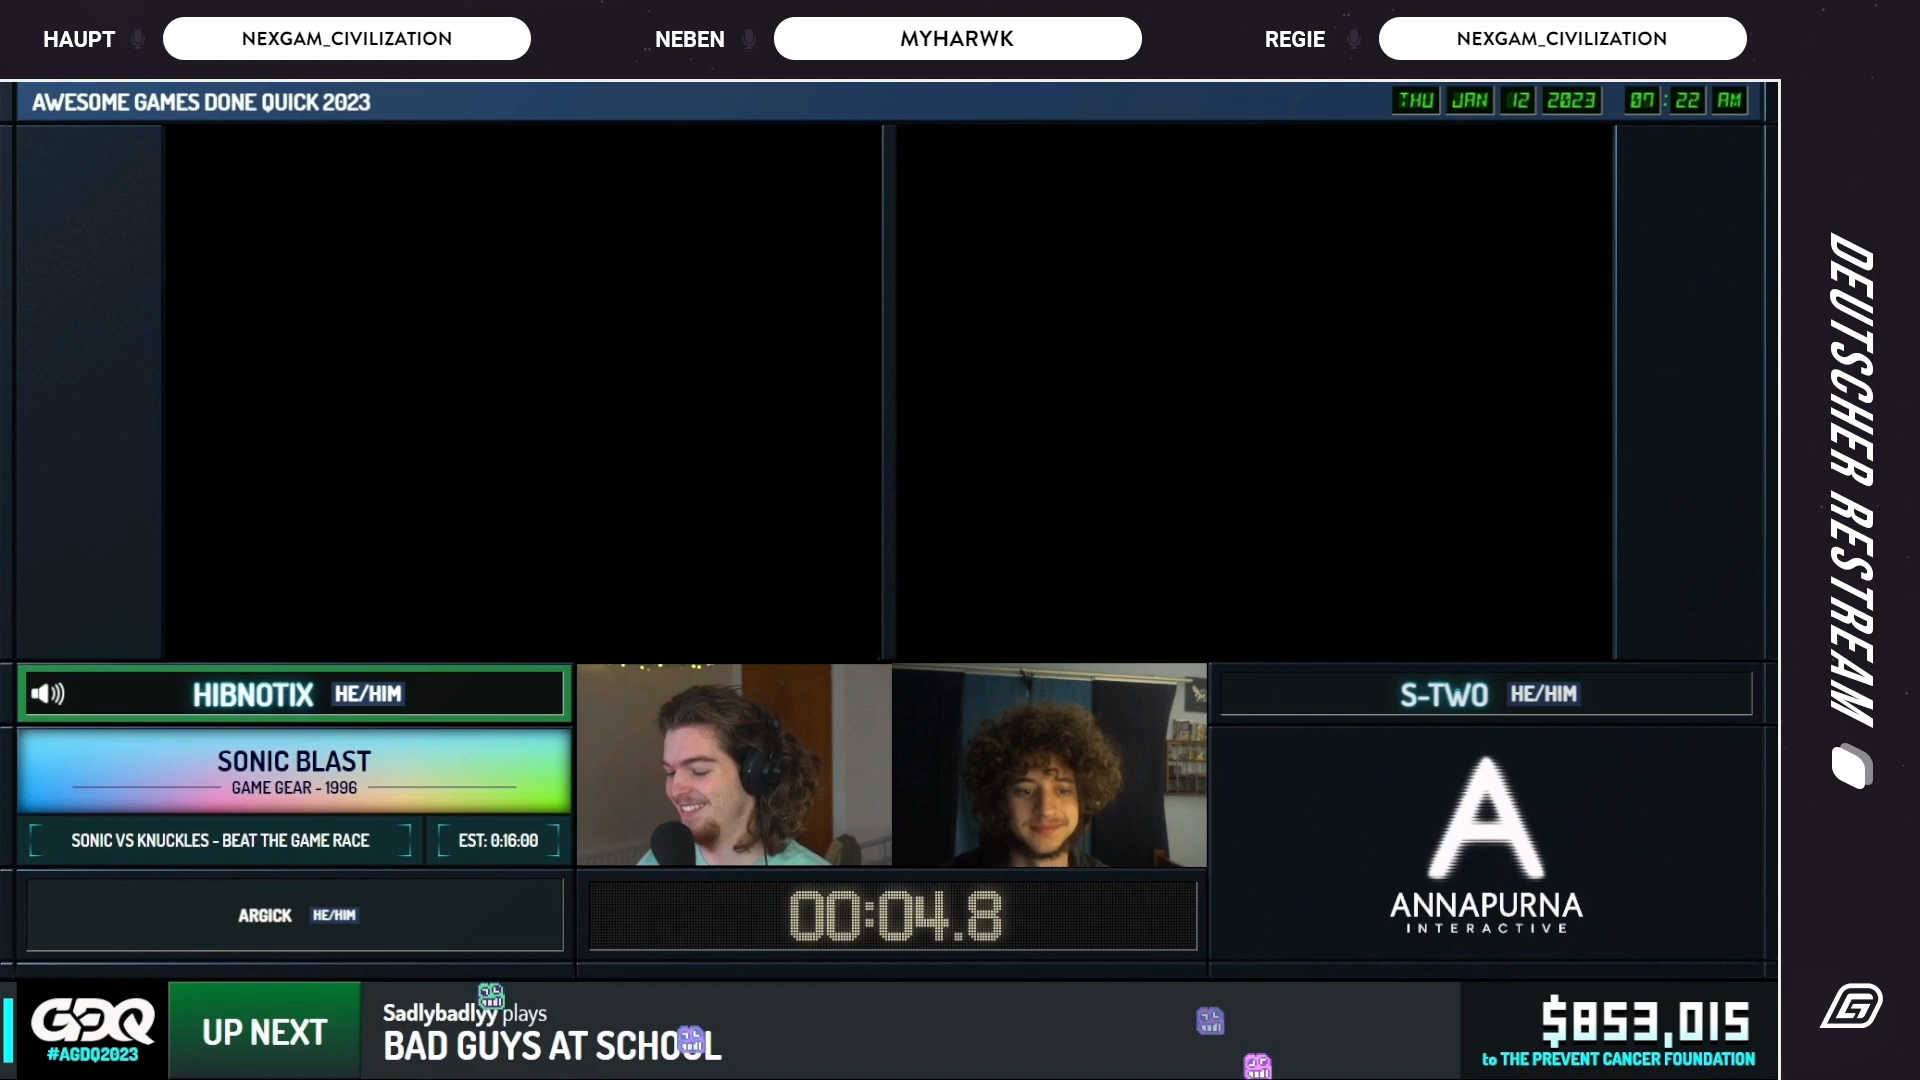 HAUPT NEXGAM_CIVILIZATION NEBEN MYHARWK REGIE NEXGAM_CIVILIZATION
AWESOME GAMES DONE QUICK 2023 THU JAN 12 2023 07:22 AM
DEUTSCHER RESTREAM
HIBNOTIX HE/HIM
SONIC BLAST
GAME GEAR - 1996
SONIC VS KNUCKLES - BEAT THE GAME RACE EST: 0:16:00
ARGICK HE/HIM
00:04.8
S-TWO HE/HIM
A
ANNAPURNA
INTERACTIVE
GDQ
#AGDQ2023
UP NEXT
Sadlybadlyy plays
BAD GUYS AT SCHOOL
$853,015
to THE PREVENT CANCER FOUNDATION
G